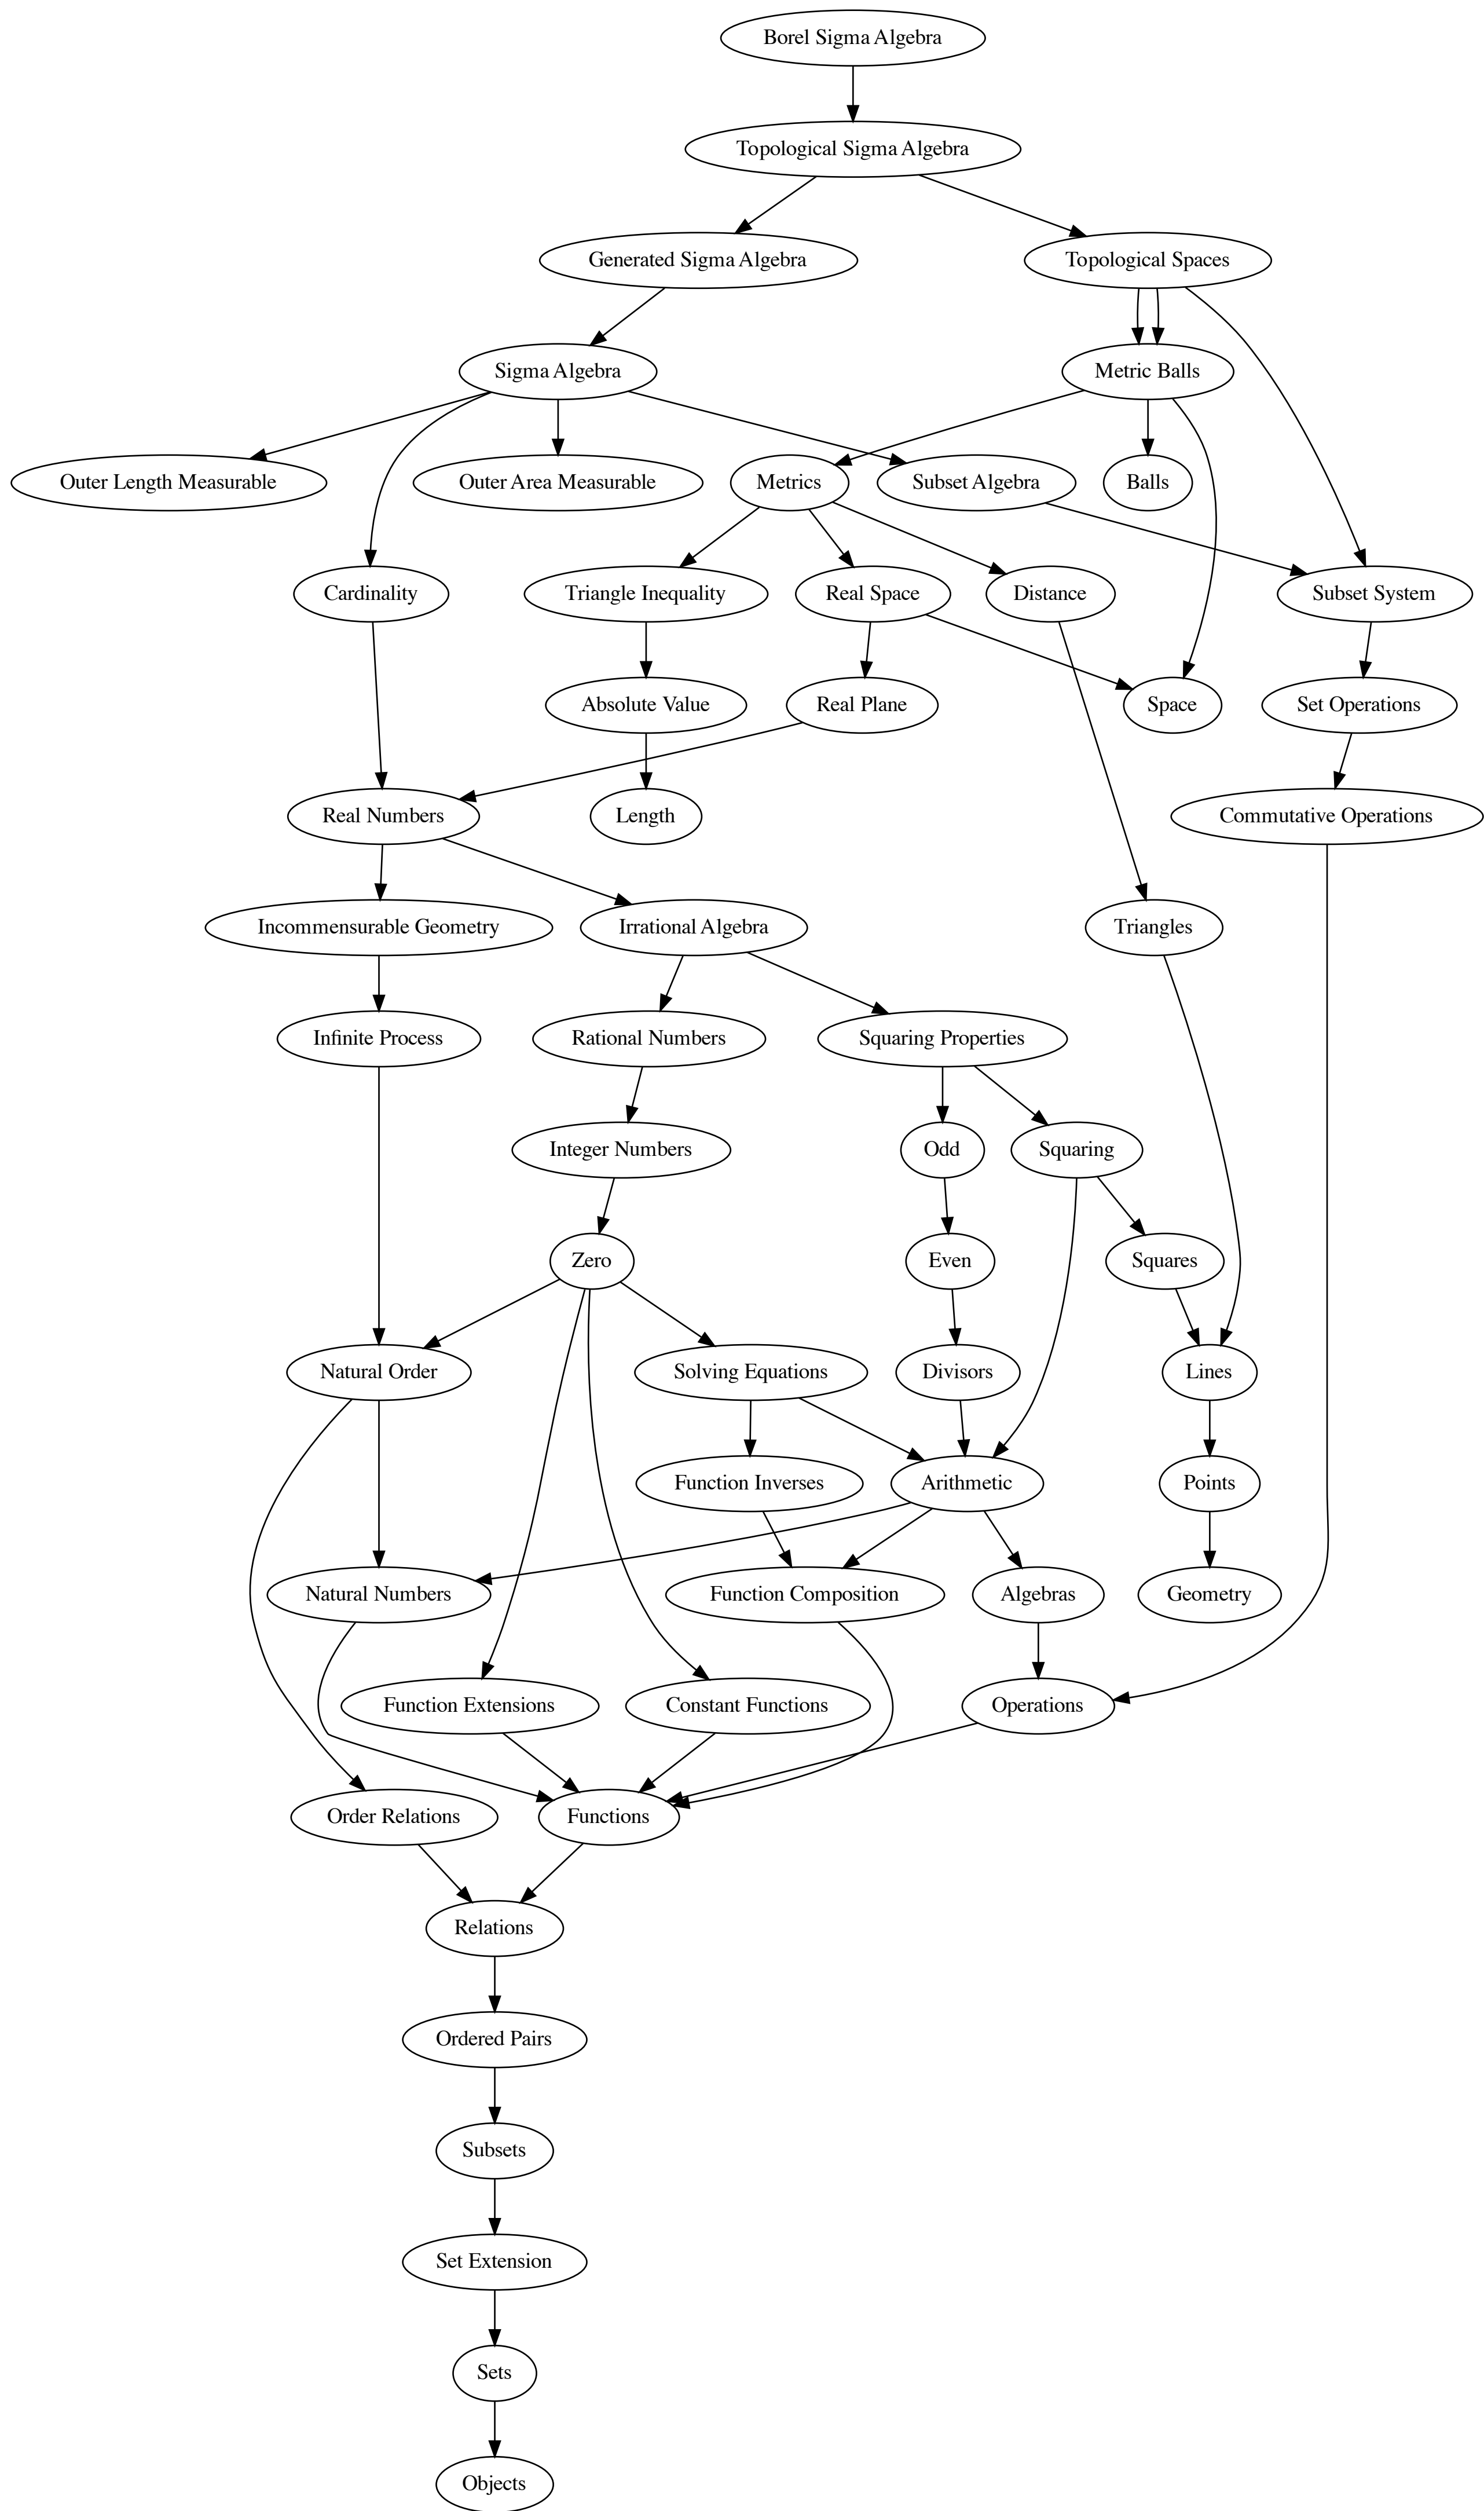 Borel Sigma Algebra
Topological Sigma Algebra
Generated Sigma Algebra
Topological Spaces
Sigma Algebra
Metric Balls
Outer Length Measurable
Outer Area Measurable
Metrics
Subset Algebra
Balls
Cardinality
Triangle Inequality
Real Space
Distance
Subset System
Absolute Value
Real Plane
Space
Set Operations
Real Numbers
Length
Commutative Operations
Incommensurable Geometry
Irrational Algebra
Triangles
Infinite Process
Rational Numbers
Squaring Properties
Integer Numbers
Odd
Squaring
Zero
Even
Squares
Natural Order
Solving Equations
Divisors
Lines
Function Inverses
Arithmetic
Points
Natural Numbers
Function Composition
Algebras
Geometry
Function Extensions
Constant Functions
Operations
Order Relations
Functions
Relations
Ordered Pairs
Subsets
Set Extension
Sets
Objects